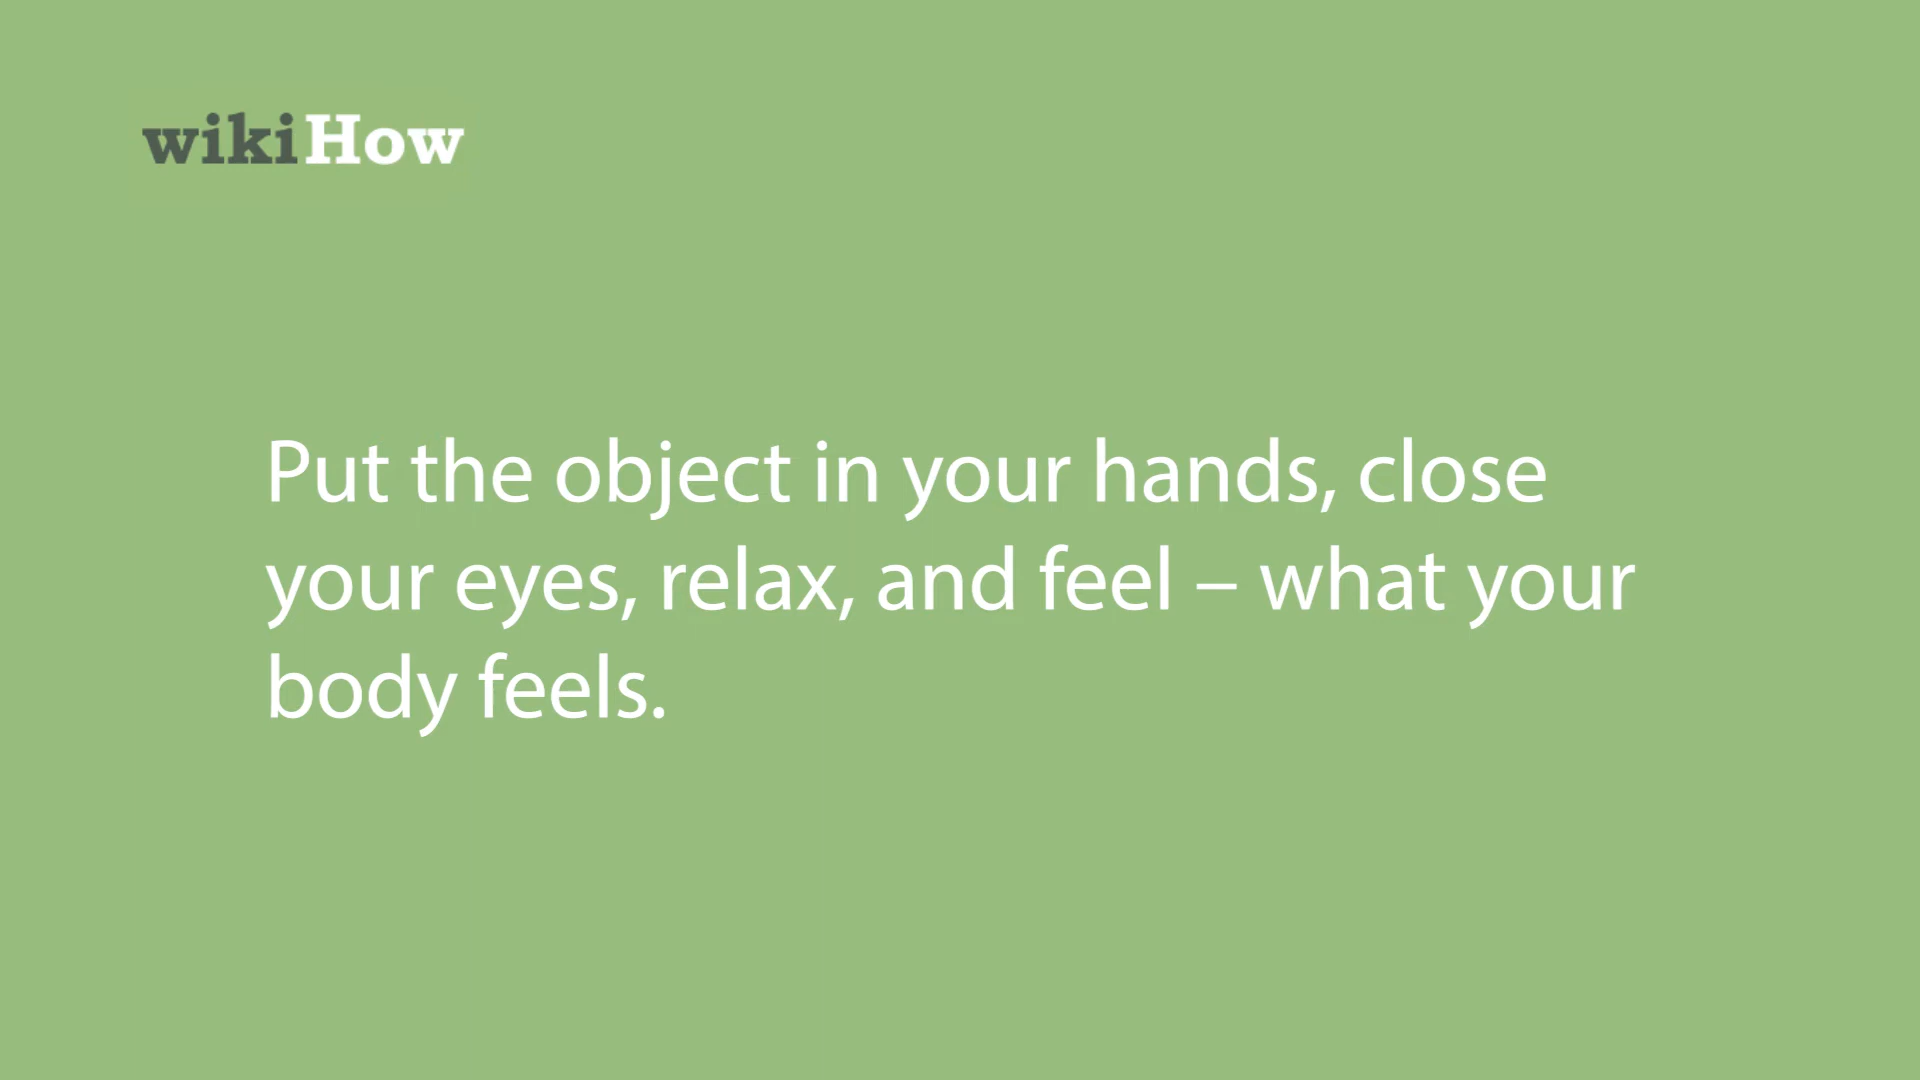 wikiHow
Put the object in your hands, close
your eyes, relax, and feel – what your
body feels.